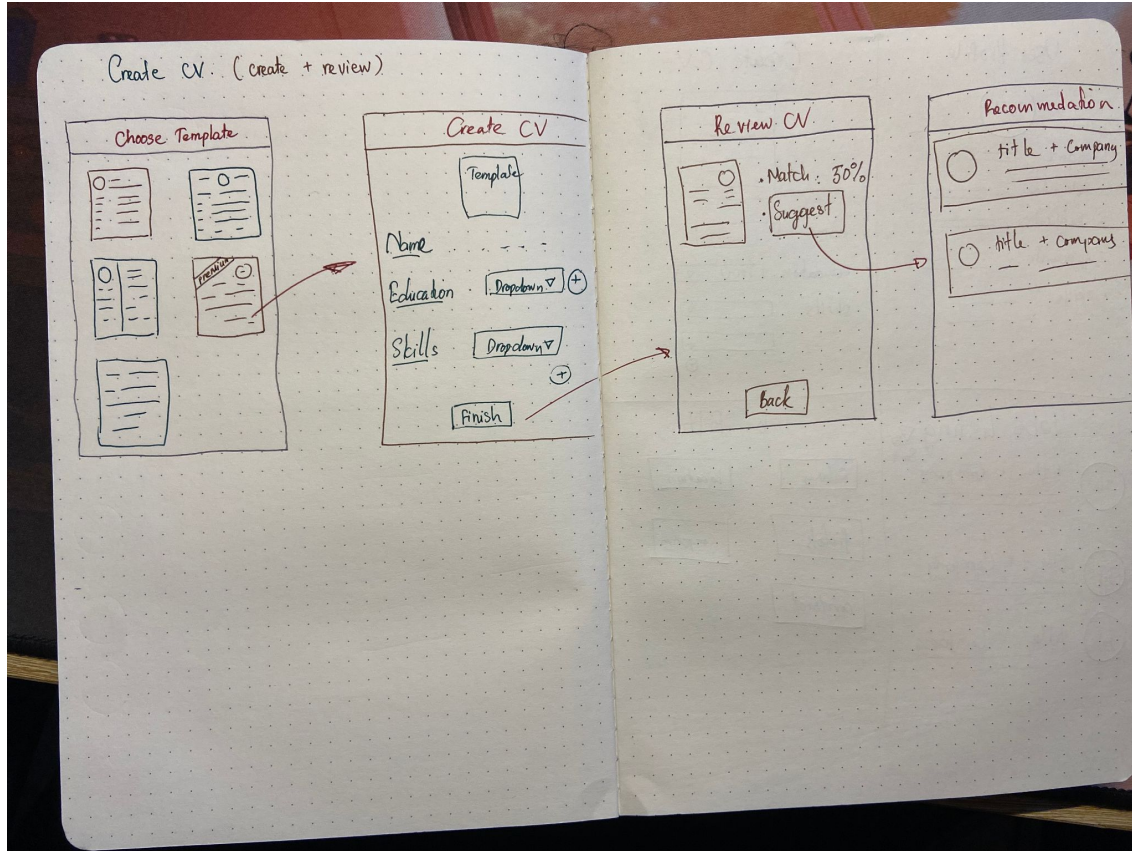 Create CV. (create + review)
Choose Template
Premium
Create CV
Template
Name
Education Dropdown
+
Skills Dropdown
+
Finish
Review CV
. Match : 50%
. Suggest
Back
Recommedation
title + Company
title + Company